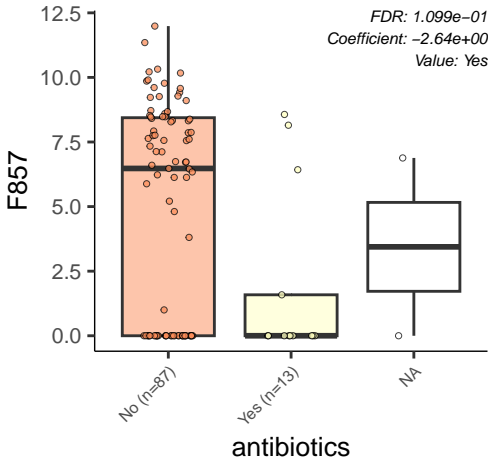 FDR: 1.099e−01
Coefficient: −2.64e+00
Value: Yes
12.5
10.0
7.5
5.0
2.5
0.0
F857
No (n=87)
Yes (n=13)
NA
antibiotics